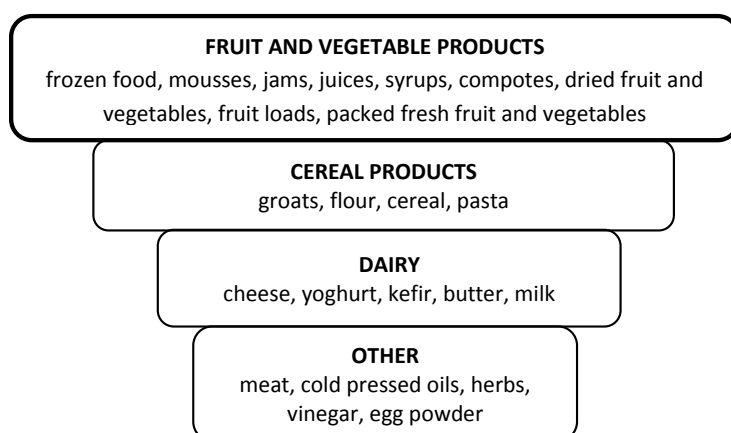 FRUIT AND VEGETABLE PRODUCTS
frozen food, mousses, jams, juices, syrups, compotes, dried fruit and
vegetables, fruit loads, packed fresh fruit and vegetables
CEREAL PRODUCTS
groats, flour, cereal, pasta
DAIRY
cheese, yoghurt, kefir, butter, milk
OTHER
meat, cold pressed oils, herbs,
vinegar, egg powder